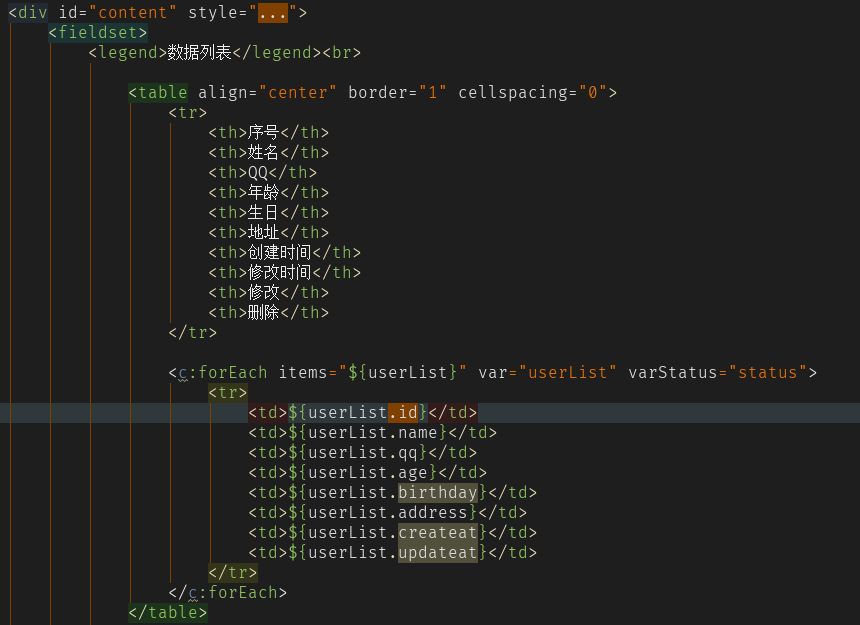 <div id="content" style="...">
<fieldset>
<legend>数据列表</legend><br>
<table align="center" border="1" cellspacing="0">
<tr>
<th>序号</th>
<th>姓名</th>
<th>QQ</th>
<th>年龄</th>
<th>生日</th>
<th>地址</th>
<th>创建时间</th>
<th>修改时间</th>
<th>修改</th>
<th>删除</th>
</tr>
<c:forEach items="${userList}" var="userList" varStatus="status">
<tr>
<td>${userList.id}</td>
<td>${userList.name}</td>
<td>${userList.qq}</td>
<td>${userList.age}</td>
<td>${userList.birthday}</td>
<td>${userList.address}</td>
<td>${userList.createat}</td>
<td>${userList.updateat}</td>
</tr>
</c:forEach>
</table>